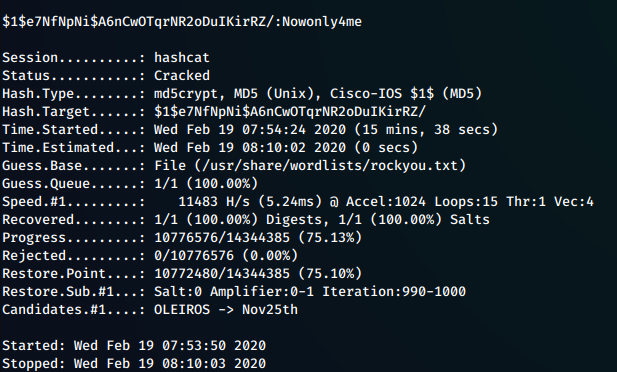 $1$e7NfNpNi$A6nCwOTqrNR2oDuIKirRZ/:Nowonly4me
Session..........: hashcat
Status...........: Cracked
Hash.Type........: md5crypt, MD5 (Unix), Cisco-IOS $1$ (MD5)
Hash.Target......: $1$e7NfNpNi$A6nCwOTqrNR2oDuIKirRZ/
Time.Started.....: Wed Feb 19 07:54:24 2020 (15 mins, 38 secs)
Time.Estimated...: Wed Feb 19 08:10:02 2020 (0 secs)
Guess.Base.......: File (/usr/share/wordlists/rockyou.txt)
Guess.Queue......: 1/1 (100.00%)
Speed.#1.........:    11483 H/s (5.24ms) @ Accel:1024 Loops:15 Thr:1 Vec:4
Recovered........: 1/1 (100.00%) Digests, 1/1 (100.00%) Salts
Progress.........: 10776576/14344385 (75.13%)
Rejected.........: 0/10776576 (0.00%)
Restore.Point....: 10772480/14344385 (75.10%)
Restore.Sub.#1...: Salt:0 Amplifier:0-1 Iteration:990-1000
Candidates.#1....: OLEIROS -> Nov25th
Started: Wed Feb 19 07:53:50 2020
Stopped: Wed Feb 19 08:10:03 2020